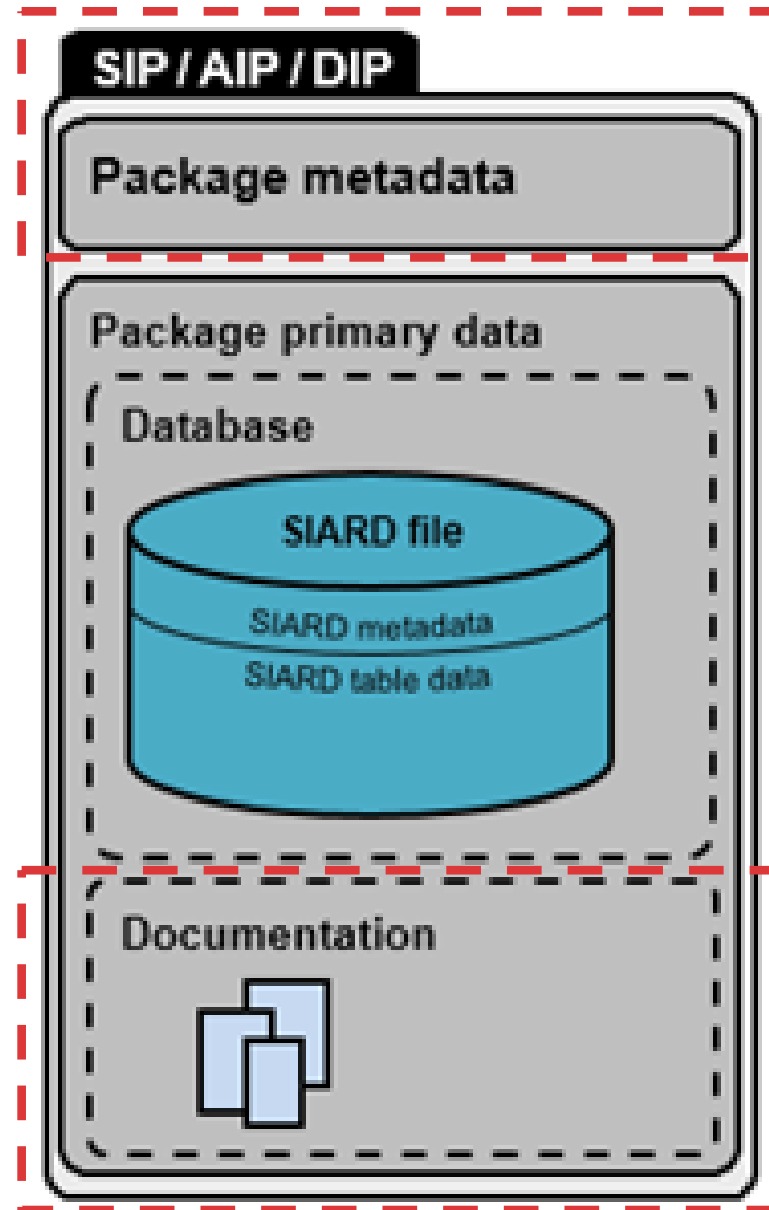 SIP / AIP / DIP
Package metadata
Package primary data
Database
SIARD file
SIARD metadata
SIARD table data
Documentation